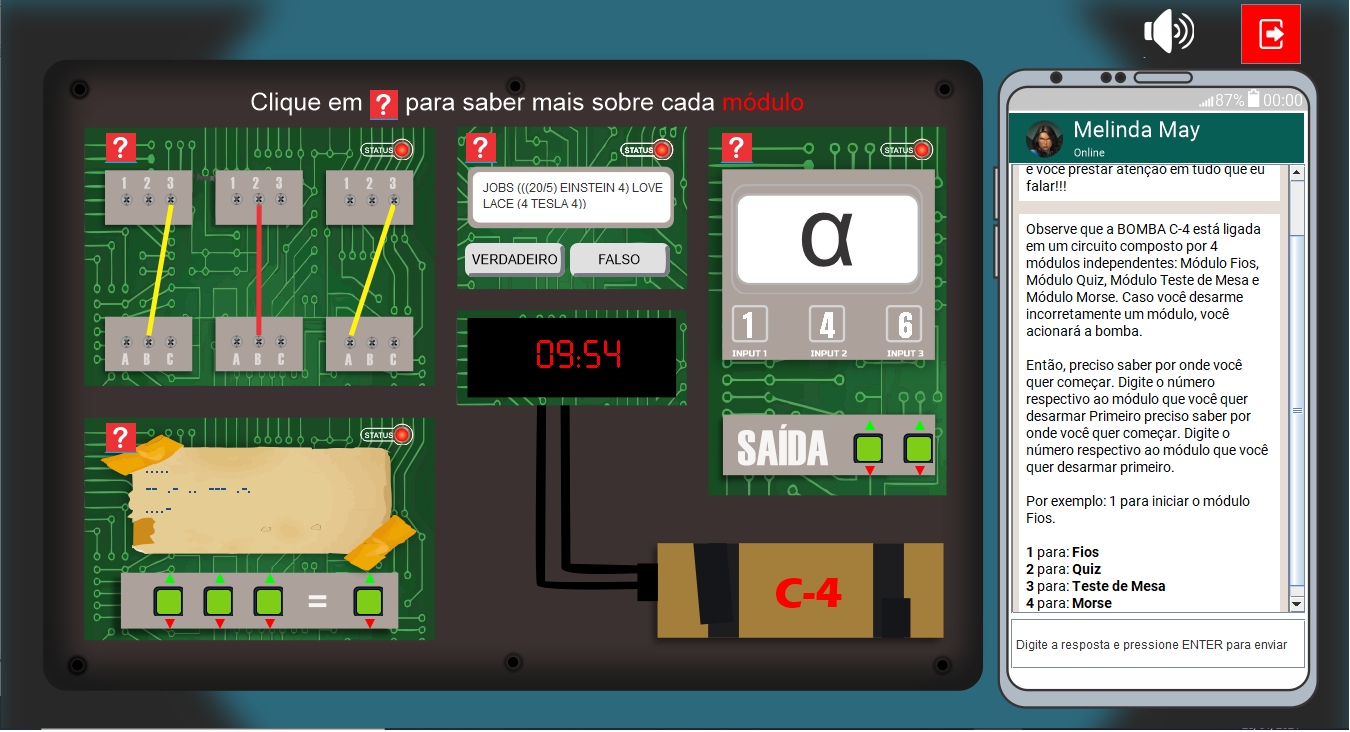 Clique em ? para saber mais sobre cada módulo
?
STATUS
1 2 3
1 2 3
1 2 3
A B C
A B C
A B C
?
STATUS
JOBS (((20/5) EINSTEIN 4) LOVE
LACE (4 TESLA 4))
VERDADEIRO
FALSO
09:54
?
STATUS
α
1
4
6
INPUT 1
INPUT 2
INPUT 3
SAÍDA
?
STATUS
.....
-- .- .. --- .-.
....-
=
C-4
87%
00:00
Melinda May
Online
e você prestar atenção em tudo que eu
falar!!!
Observe que a BOMBA C-4 está ligada
em um circuito composto por 4
módulos independentes: Módulo Fios,
Módulo Quiz, Módulo Teste de Mesa e
Módulo Morse. Caso você desarme
incorretamente um módulo, você
acionará a bomba.
Então, preciso saber por onde você
quer começar. Digite o número
respectivo ao módulo que você quer
desarmar Primeiro preciso saber por
onde você quer começar. Digite o
número respectivo ao módulo que você
quer desarmar primeiro.
Por exemplo: 1 para iniciar o módulo
Fios.
1 para: Fios
2 para: Quiz
3 para: Teste de Mesa
4 para: Morse
Digite a resposta e pressione ENTER para enviar